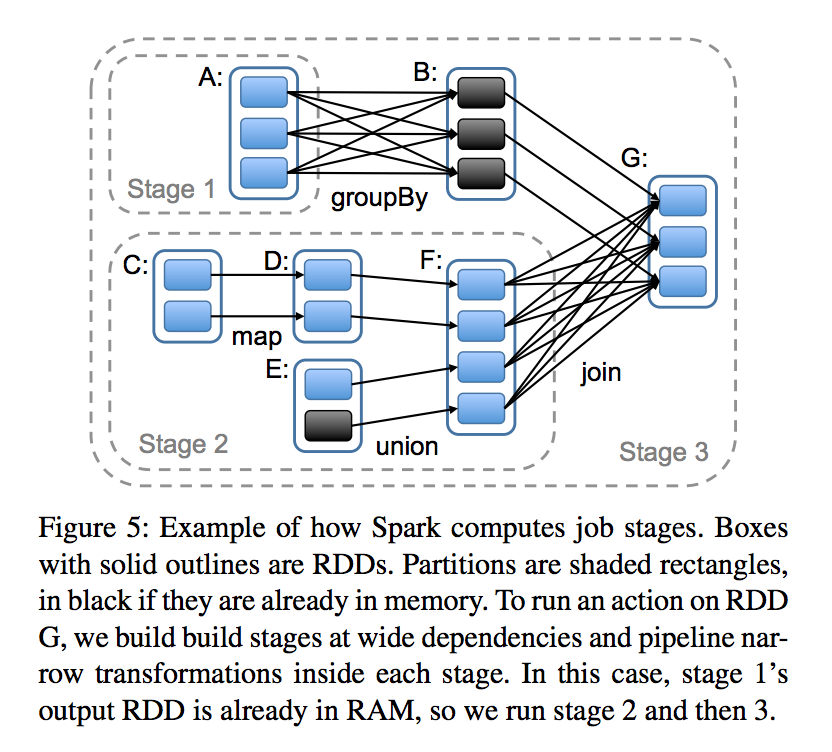 A:
B:
G:
Stage 1
groupBy
C:
D:
F:
map
E:
join
Stage 2
union
Stage 3
Figure 5: Example of how Spark computes job stages. Boxes
with solid outlines are RDDs. Partitions are shaded rectangles,
in black if they are already in memory. To run an action on RDD
G, we build build stages at wide dependencies and pipeline nar-
row transformations inside each stage. In this case, stage 1’s
output RDD is already in RAM, so we run stage 2 and then 3.